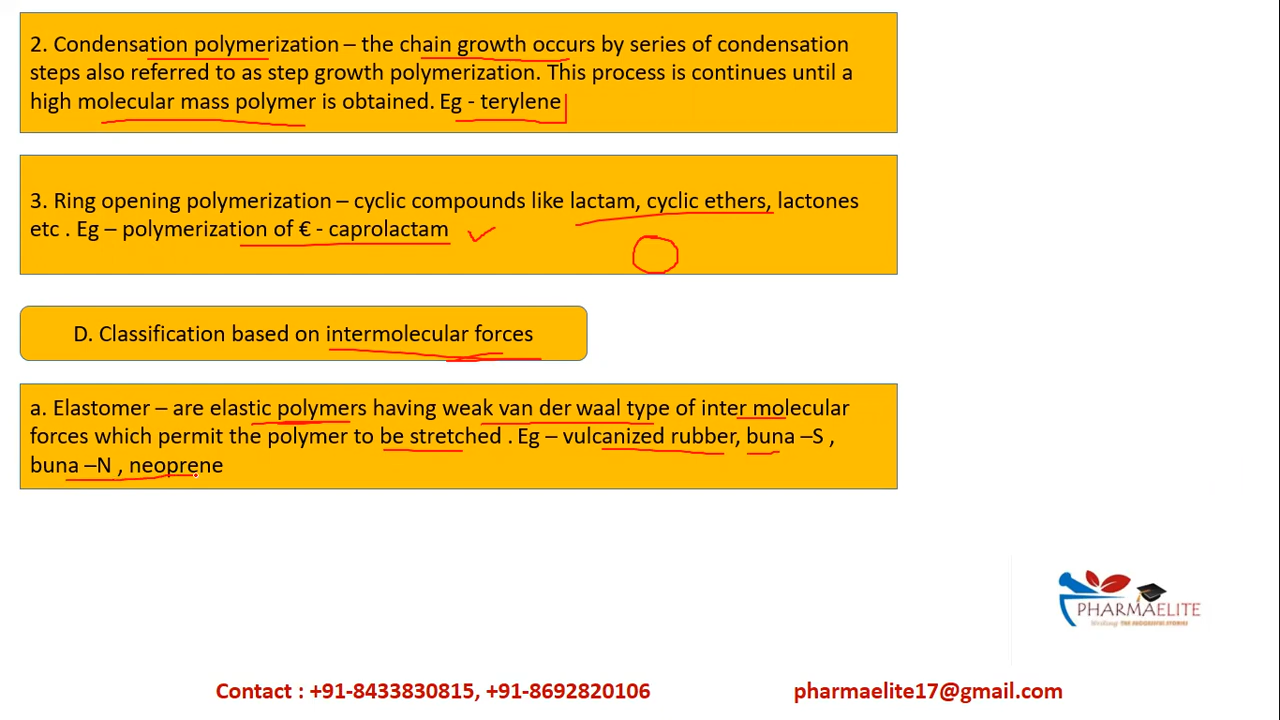 2. Condensation polymerization – the chain growth occurs by series of condensation
steps also referred to as step growth polymerization. This process is continues until a
high molecular mass polymer is obtained. Eg - terylene
3. Ring opening polymerization – cyclic compounds like lactam, cyclic ethers, lactones
etc . Eg – polymerization of € - caprolactam
D. Classification based on intermolecular forces
a. Elastomer – are elastic polymers having weak van der waal type of inter molecular
forces which permit the polymer to be stretched . Eg – vulcanized rubber, buna –S ,
buna –N , neoprene
PHARMAELITE
Writing: THE SUCCESSFUL STORIES
Contact : +91-8433830815, +91-8692820106
pharmaelite17@gmail.com